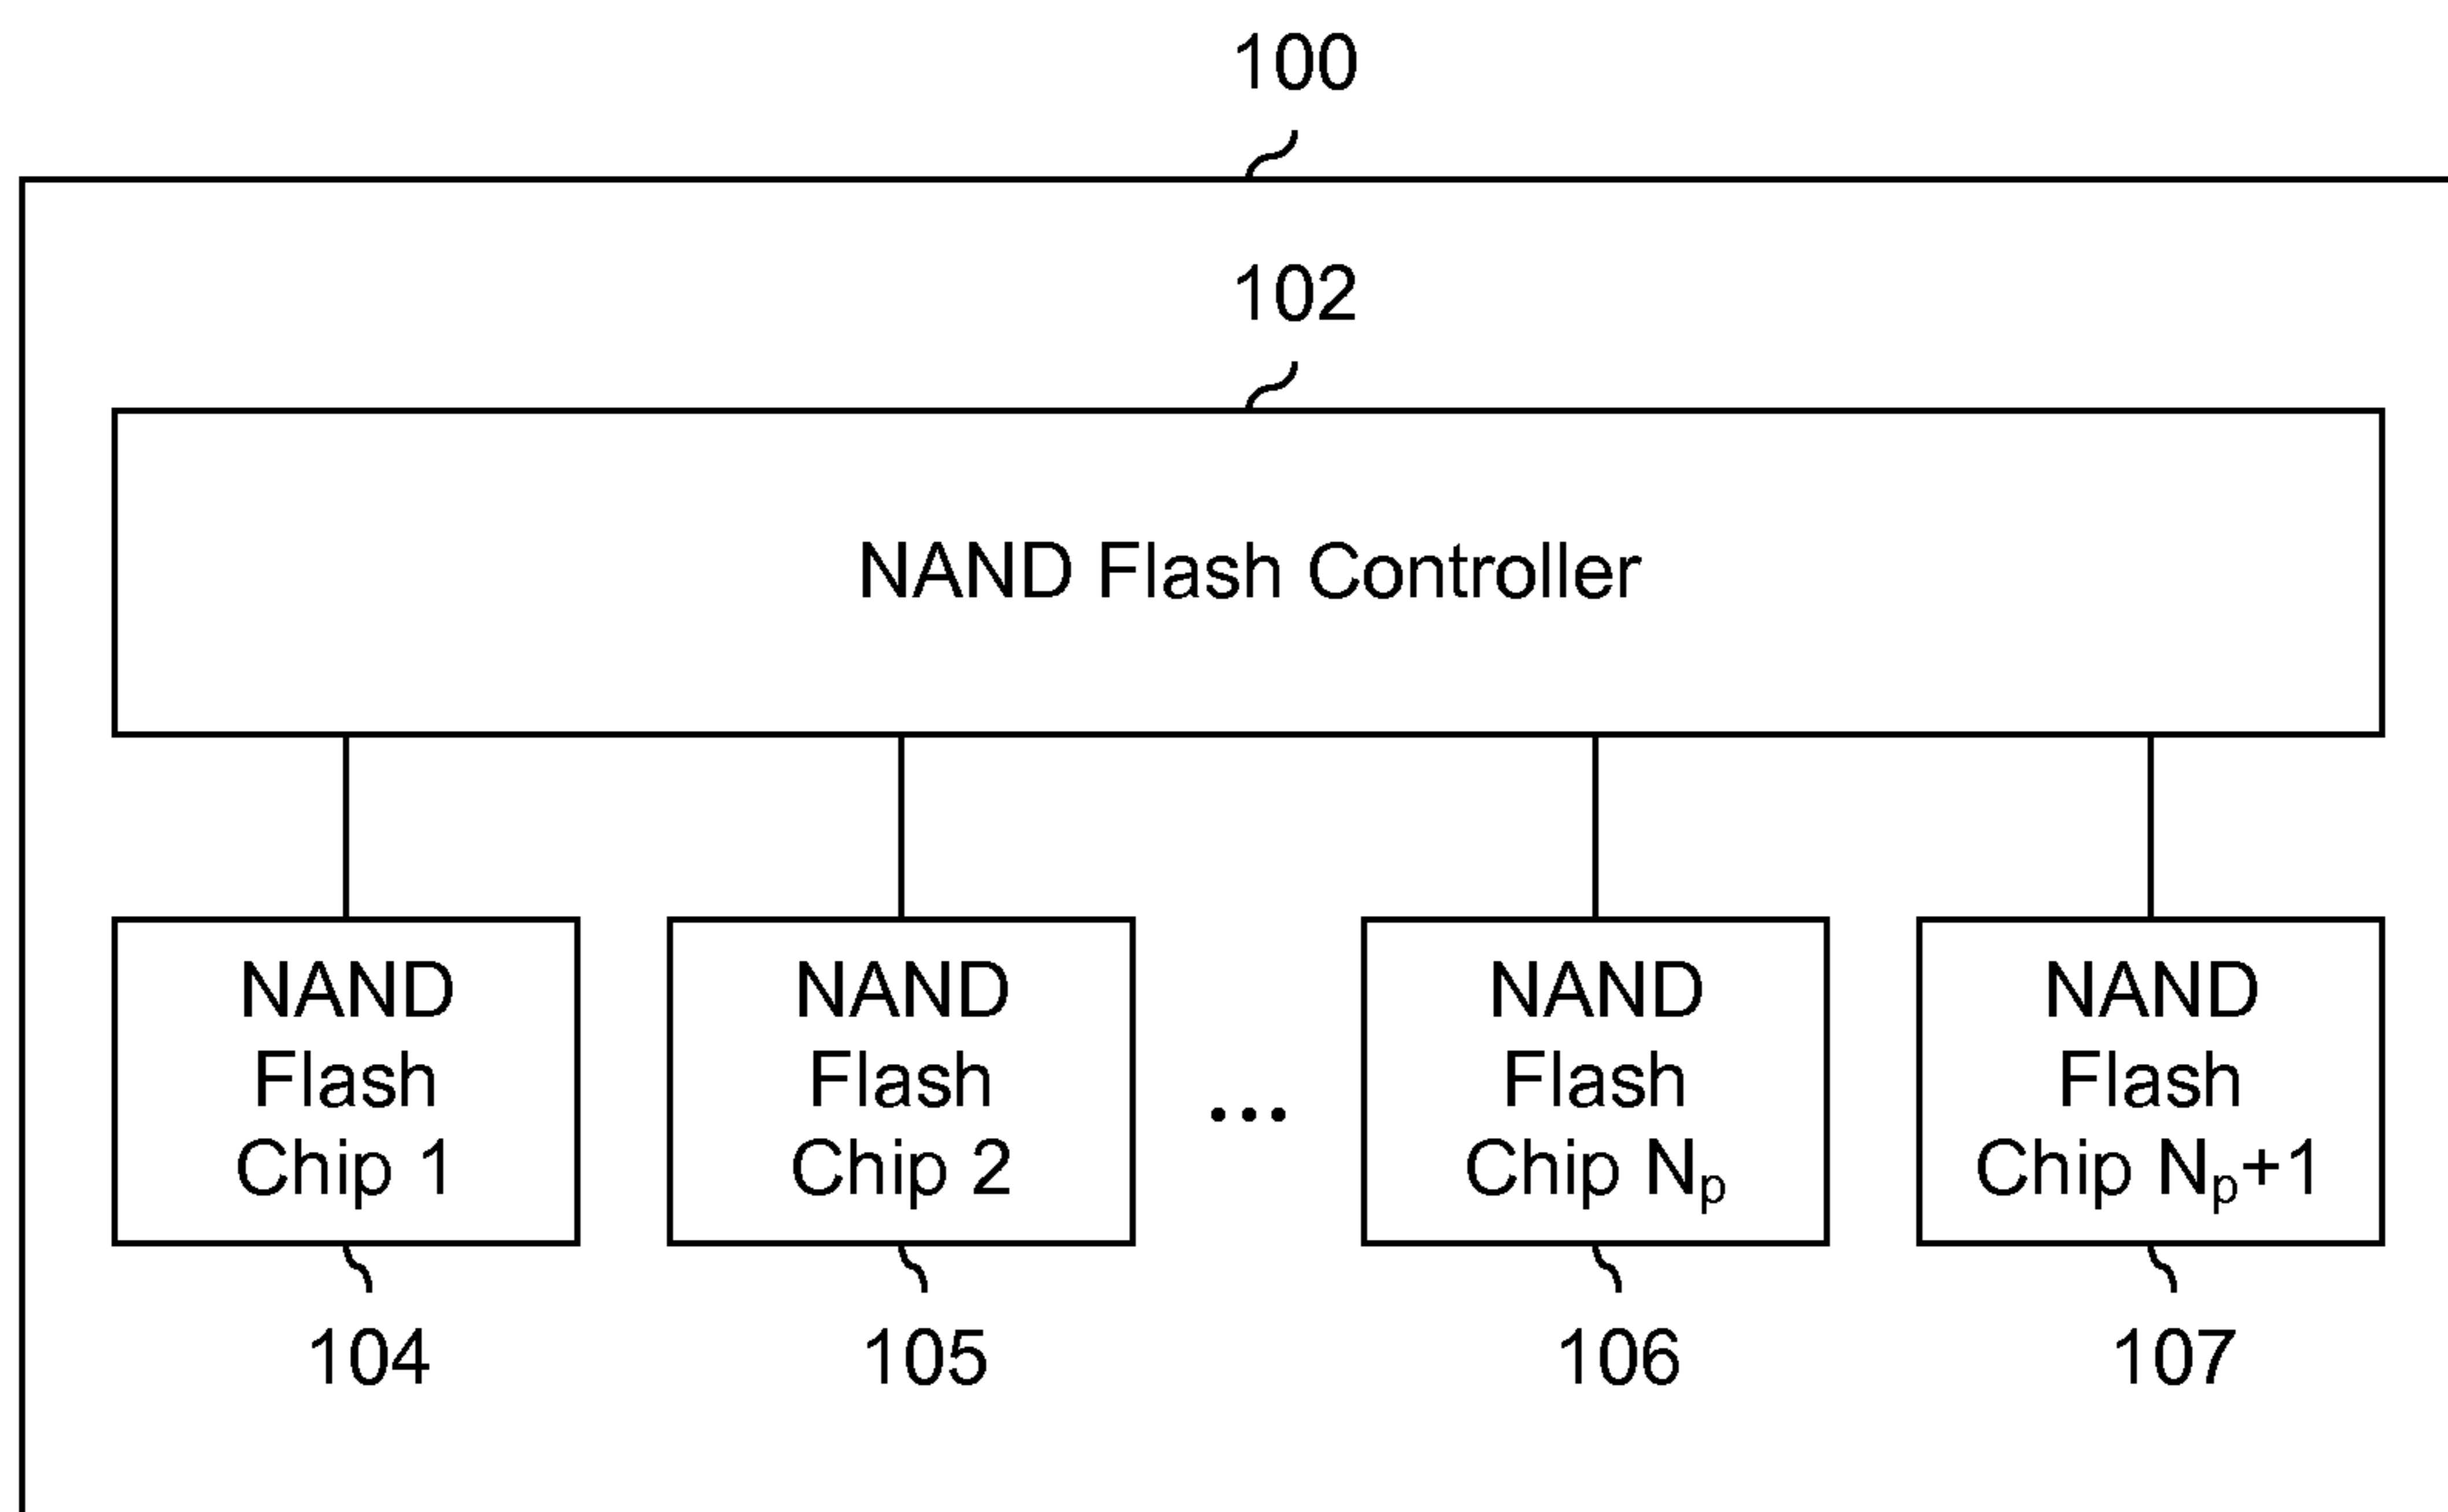 100
102
NAND Flash Controller
NAND
Flash
Chip 1
NAND
Flash
Chip 2
...
NAND
Flash
Chip Nₚ
NAND
Flash
Chip Nₚ+1
104
105
106
107